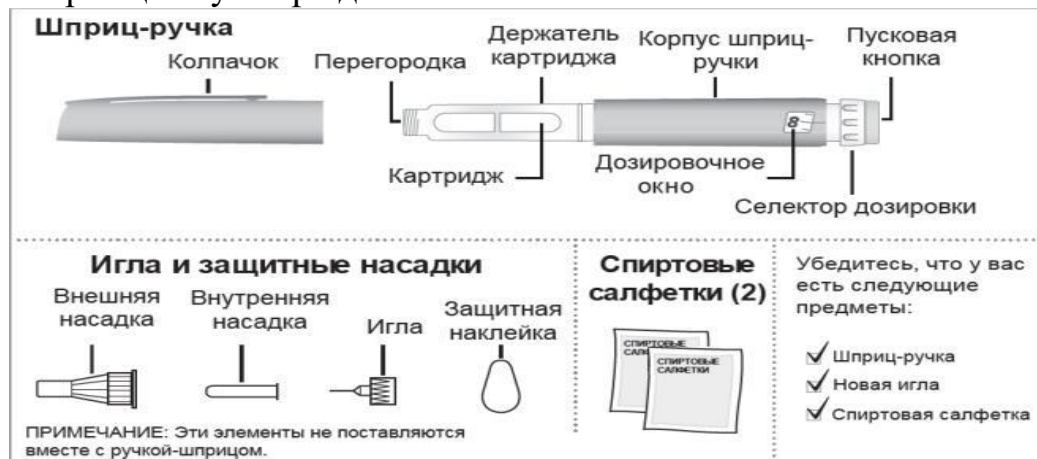 Шприц-ручка
Колпачок
Перегородка
Держатель
картриджа
Корпус шприц-
ручки
Пусковая
кнопка
8
Картридж
Дозировочное
окно
Селектор дозировки
Игла и защитные насадки
Внешняя
насадка
Внутренняя
насадка
Игла
Защитная
наклейка
ПРИМЕЧАНИЕ: Эти элементы не поставляются
вместе с ручкой-шприцом.
Спиртовые
салфетки (2)
СПИРТОВЫЕ
СПИРТОВЫЕ
САЛФЕТКИ
Убедитесь, что у вас
есть следующие
предметы:
Шприц-ручка
Новая игла
Спиртовая салфетка